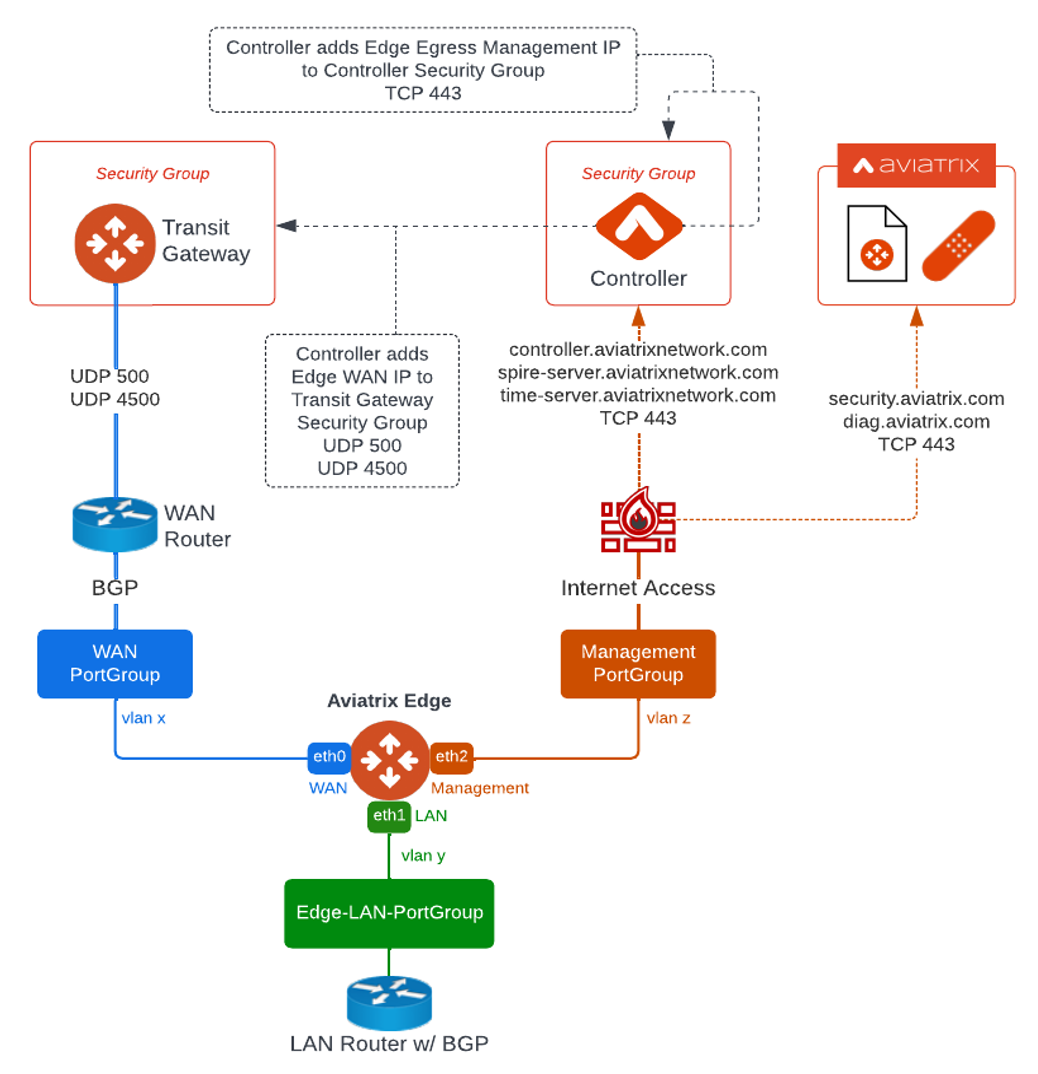 Controller adds Edge Egress Management IP
to Controller Security Group
TCP 443
Security Group
Transit
Gateway
Security Group
Controller
aviatrix
Controller adds
Edge WAN IP to
Transit Gateway
Security Group
UDP 500
UDP 4500
UDP 500
UDP 4500
controller.aviatrixnetwork.com
spire-server.aviatrixnetwork.com
time-server.aviatrixnetwork.com
TCP 443
security.aviatrix.com
diag.aviatrix.com
TCP 443
WAN
Router
BGP
Internet Access
WAN
PortGroup
Management
PortGroup
vlan x
vlan z
Aviatrix Edge
eth0
eth2
WAN
Management
eth1
LAN
vlan y
Edge-LAN-PortGroup
LAN Router w/ BGP